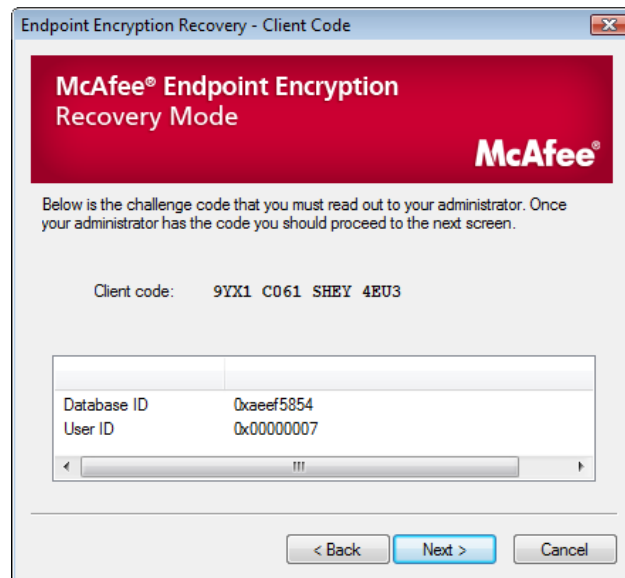 Endpoint Encryption Recovery - Client Code
McAfee® Endpoint Encryption
Recovery Mode
McAfee®
Below is the challenge code that you must read out to your administrator. Once
your administrator has the code you should proceed to the next screen.
Client code: 9YX1 C061 SHEY 4EU3
Database ID 0xaeef5854
User ID 0x00000007
< Back Next > Cancel